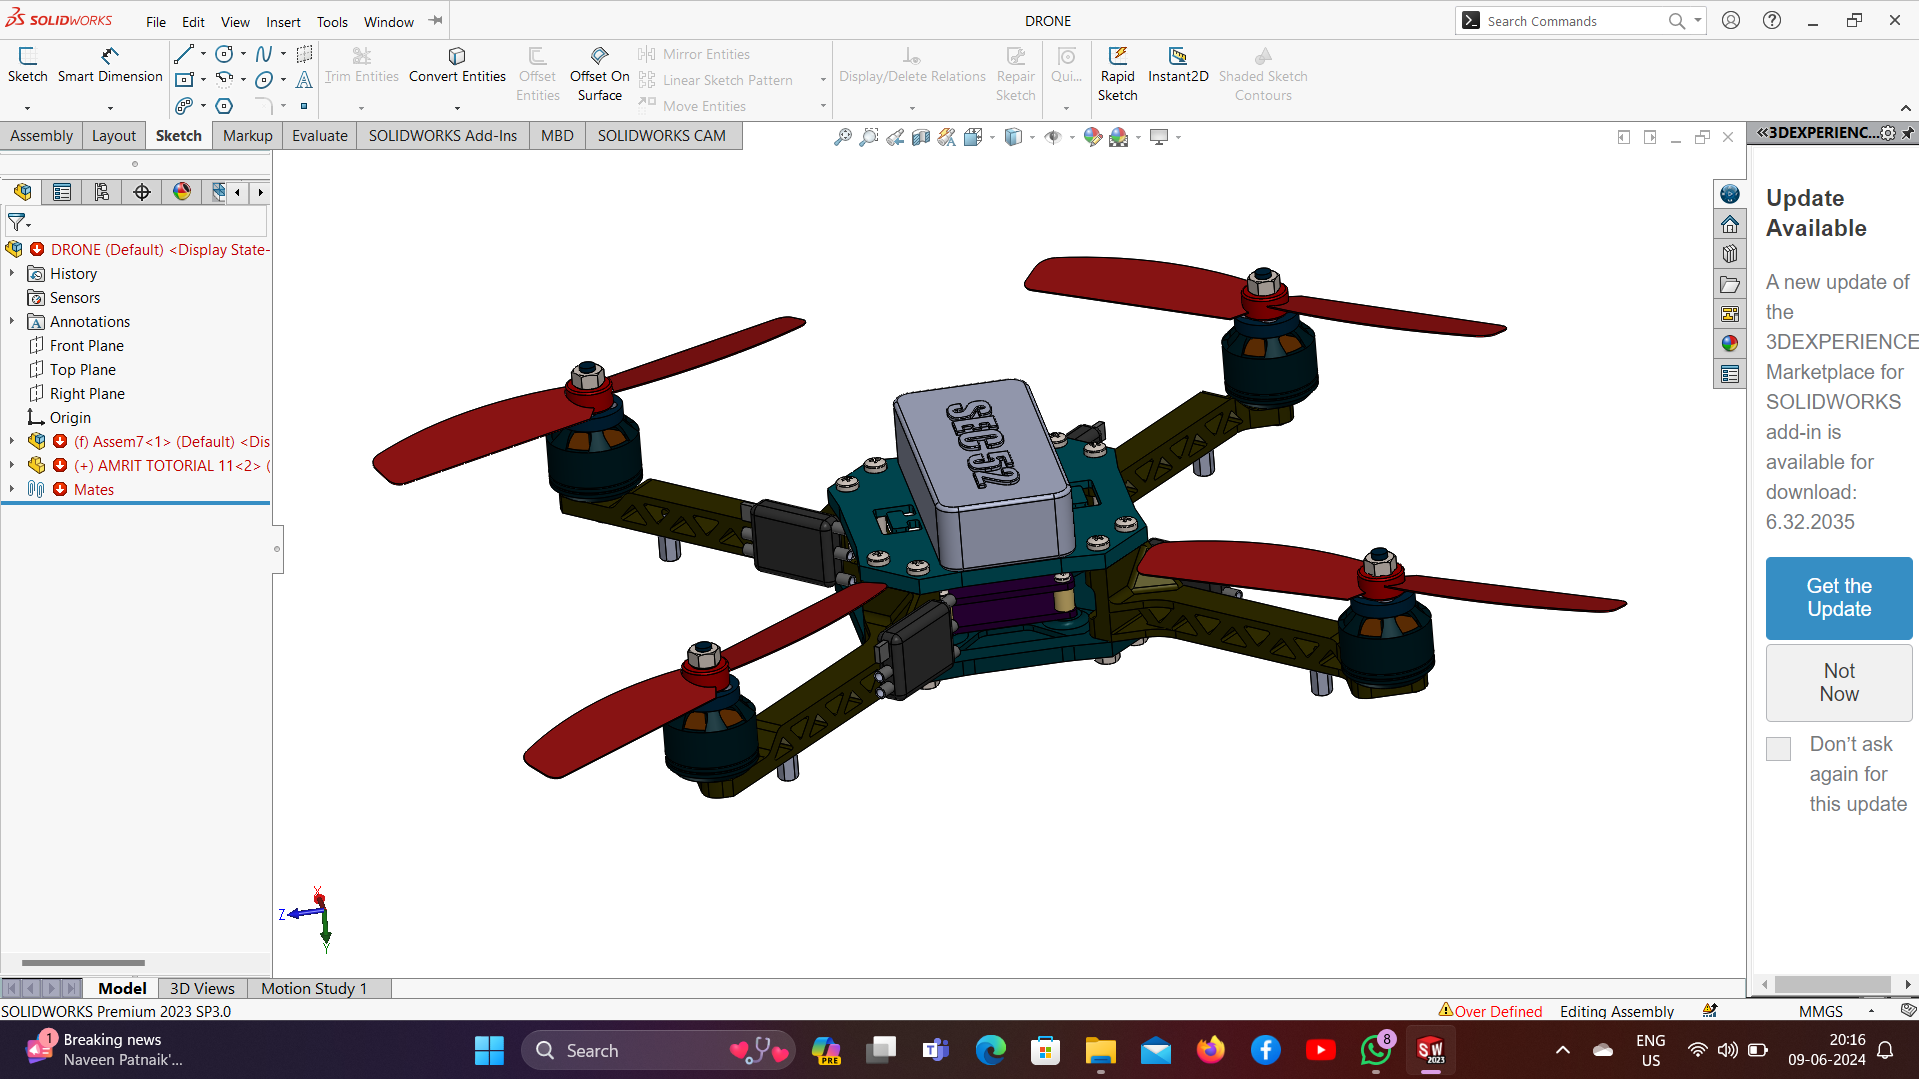 SOLIDWORKS
File Edit View Insert Tools Window
DRONE
Search Commands
Sketch Smart Dimension
Trim Entities Convert Entities Offset Entities Offset On Surface
Mirror Entities
Linear Sketch Pattern
Move Entities
Display/Delete Relations Repair Sketch Qui... Rapid Sketch Instant2D Shaded Sketch Contours
Assembly Layout Sketch Markup Evaluate SOLIDWORKS Add-Ins MBD SOLIDWORKS CAM
«3DEXPERIENC...
DRONE (Default) <Display State-
History
Sensors
Annotations
Front Plane
Top Plane
Right Plane
Origin
(f) Assem7<1> (Default) <Dis
(+) AMRIT TOTORIAL 11<2> (
Mates
SEC-52
X
Z
Y
Update
Available
A new update of
the
3DEXPERIENCE
Marketplace for
SOLIDWORKS
add-in is
available for
download:
6.32.2035
Get the
Update
Not
Now
Don't ask
again for
this update
Model 3D Views Motion Study 1
SOLIDWORKS Premium 2023 SP3.0
Over Defined Editing Assembly MMGS
1
Breaking news
Naveen Patnaik'...
Search
PRE
8
SW
2023
ENG
US
20:16
09-06-2024